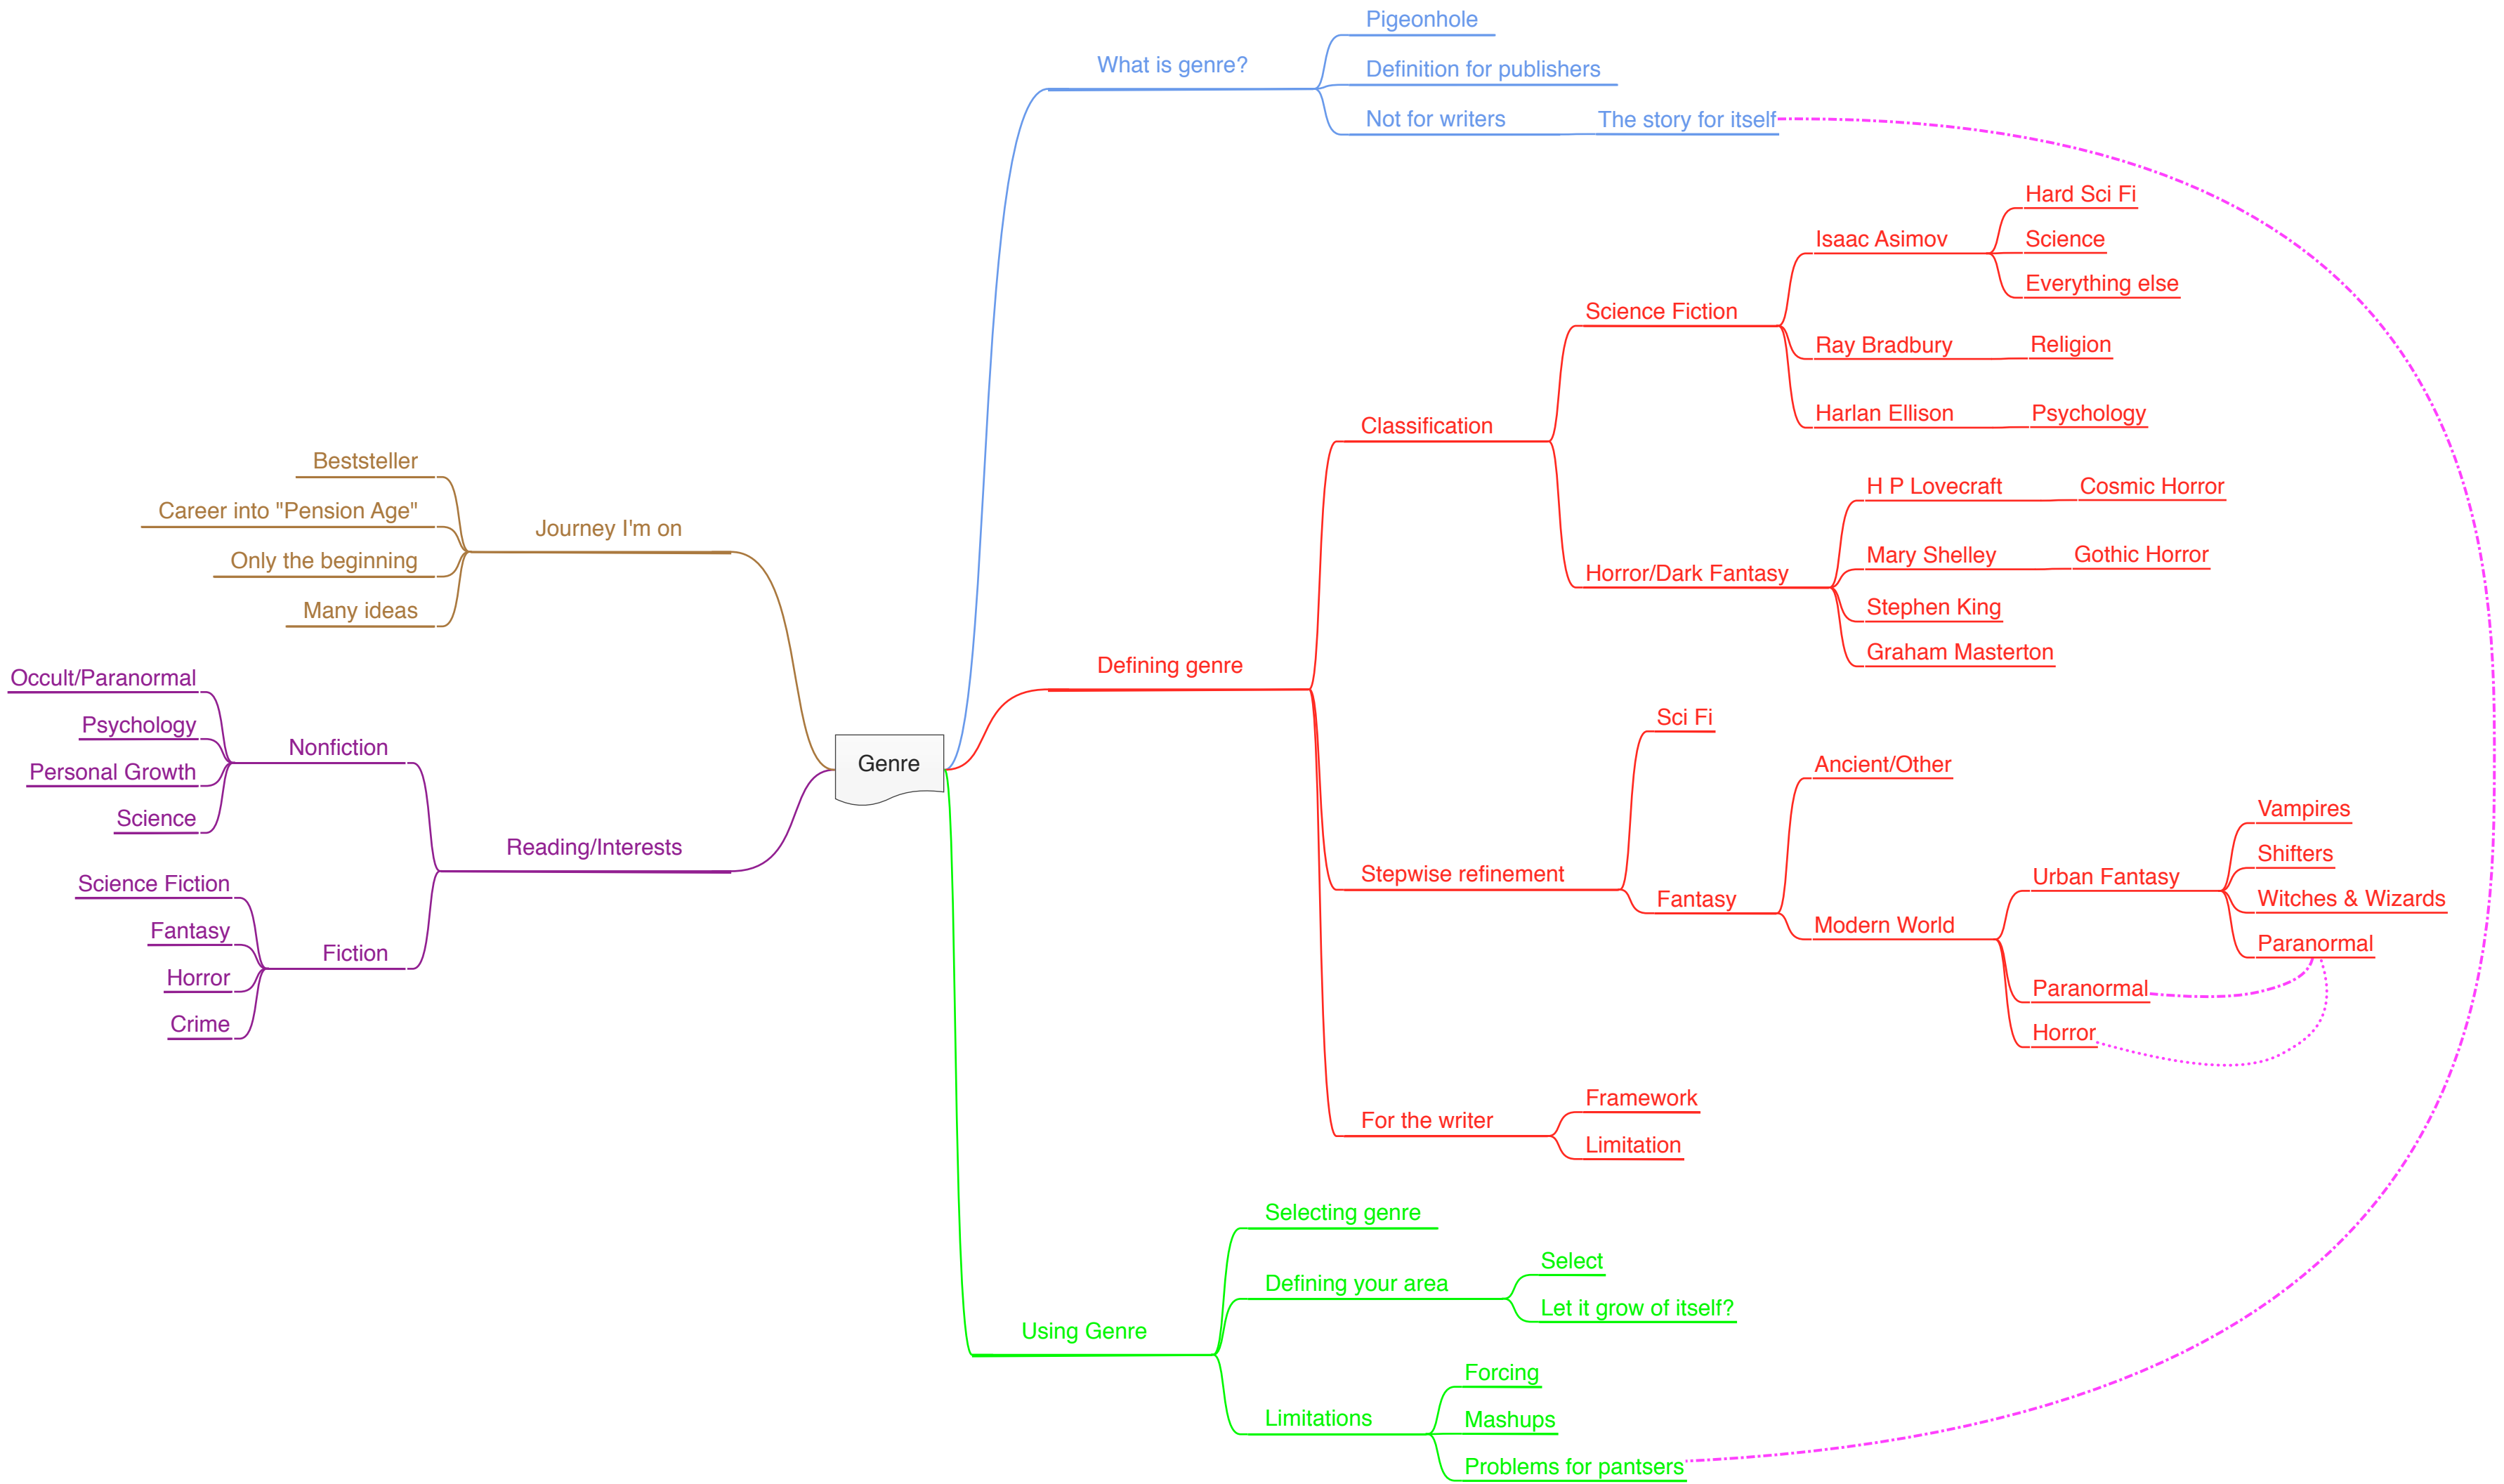 Genre
What is genre?
Pigeonhole
Definition for publishers
Not for writers
The story for itself
Defining genre
Classification
Science Fiction
Isaac Asimov
Hard Sci Fi
Science
Everything else
Ray Bradbury
Religion
Harlan Ellison
Psychology
Horror/Dark Fantasy
H P Lovecraft
Cosmic Horror
Mary Shelley
Gothic Horror
Stephen King
Graham Masterton
Stepwise refinement
Sci Fi
Fantasy
Ancient/Other
Modern World
Urban Fantasy
Vampires
Shifters
Witches & Wizards
Paranormal
Paranormal
Horror
For the writer
Framework
Limitation
Using Genre
Selecting genre
Defining your area
Select
Let it grow of itself?
Limitations
Forcing
Mashups
Problems for pantsers
Journey I'm on
Beststeller
Career into "Pension Age"
Only the beginning
Many ideas
Reading/Interests
Nonfiction
Occult/Paranormal
Psychology
Personal Growth
Science
Fiction
Science Fiction
Fantasy
Horror
Crime